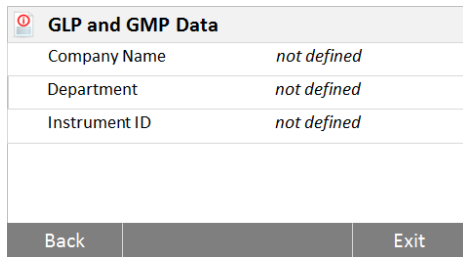 GLP and GMP Data
Company Name not defined
Department not defined
Instrument ID not defined
Back Exit